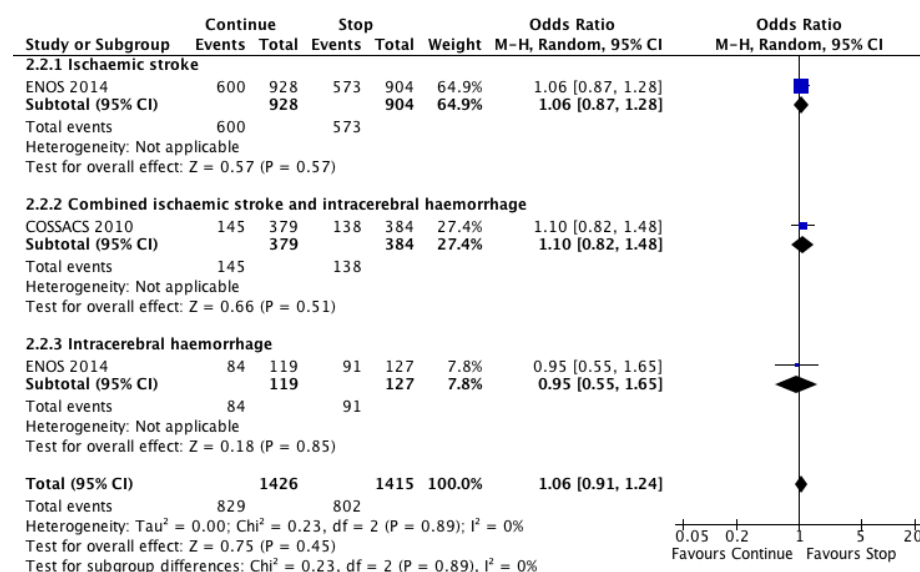 Continue Stop Odds Ratio Odds Ratio
Study or Subgroup Events Total Events Total Weight M-H, Random, 95% CI M-H, Random, 95% CI
2.2.1 Ischaemic stroke
ENOS 2014 600 928 573 904 64.9% 1.06 [0.87, 1.28]
Subtotal (95% CI) 928 904 64.9% 1.06 [0.87, 1.28]
Total events 600 573
Heterogeneity: Not applicable
Test for overall effect: Z = 0.57 (P = 0.57)
2.2.2 Combined ischaemic stroke and intracerebral haemorrhage
COSSACS 2010 145 379 138 384 27.4% 1.10 [0.82, 1.48]
Subtotal (95% CI) 379 384 27.4% 1.10 [0.82, 1.48]
Total events 145 138
Heterogeneity: Not applicable
Test for overall effect: Z = 0.66 (P = 0.51)
2.2.3 Intracerebral haemorrhage
ENOS 2014 84 119 91 127 7.8% 0.95 [0.55, 1.65]
Subtotal (95% CI) 119 127 7.8% 0.95 [0.55, 1.65]
Total events 84 91
Heterogeneity: Not applicable
Test for overall effect: Z = 0.18 (P = 0.85)
Total (95% CI) 1426 1415 100.0% 1.06 [0.91, 1.24]
Total events 829 802
Heterogeneity: Tau² = 0.00; Chi² = 0.23, df = 2 (P = 0.89); I² = 0%
Test for overall effect: Z = 0.75 (P = 0.45)
Test for subgroup differences: Chi² = 0.23, df = 2 (P = 0.89), I² = 0%
0.05 0.2 1 5 20
Favours Continue Favours Stop